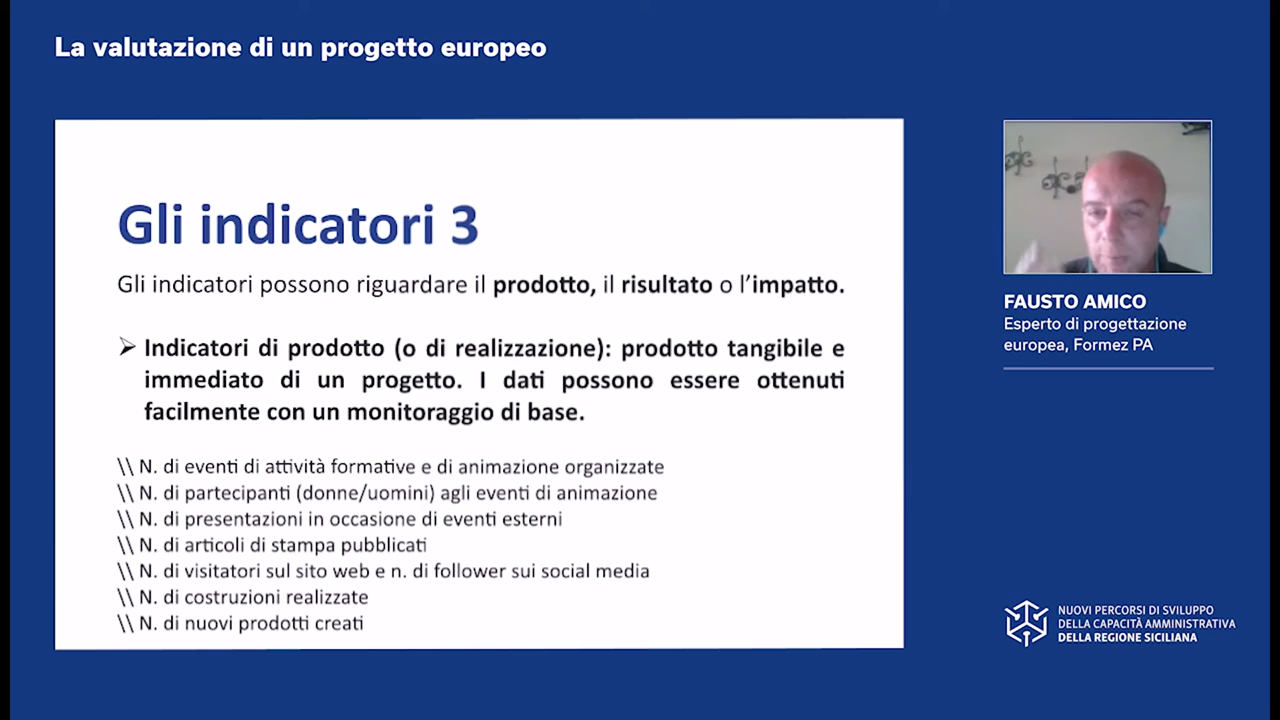 La valutazione di un progetto europeo
Gli indicatori 3
Gli indicatori possono riguardare il prodotto, il risultato o l’impatto.
➢ Indicatori di prodotto (o di realizzazione): prodotto tangibile e
immediato di un progetto. I dati possono essere ottenuti
facilmente con un monitoraggio di base.
\\ N. di eventi di attività formative e di animazione organizzate
\\ N. di partecipanti (donne/uomini) agli eventi di animazione
\\ N. di presentazioni in occasione di eventi esterni
\\ N. di articoli di stampa pubblicati
\\ N. di visitatori sul sito web e n. di follower sui social media
\\ N. di costruzioni realizzate
\\ N. di nuovi prodotti creati
FAUSTO AMICO
Esperto di progettazione
europea, Formez PA
NUOVI PERCORSI DI SVILUPPO
DELLA CAPACITÀ AMMINISTRATIVA
DELLA REGIONE SICILIANA